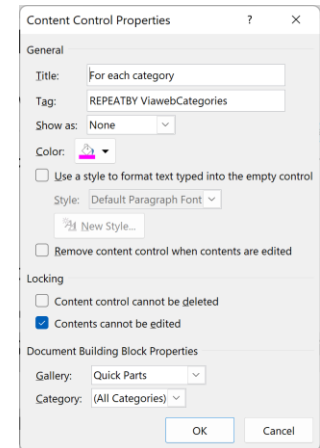 Content Control Properties ? ×
General
Title: For each category
Tag: REPEATBY ViawebCategories
Show as: None
Color:
Use a style to format text typed into the empty control
Style: Default Paragraph Font
New Style...
Remove content control when contents are edited
Locking
Content control cannot be deleted
Contents cannot be edited
Document Building Block Properties
Gallery: Quick Parts
Category: (All Categories)
OK Cancel